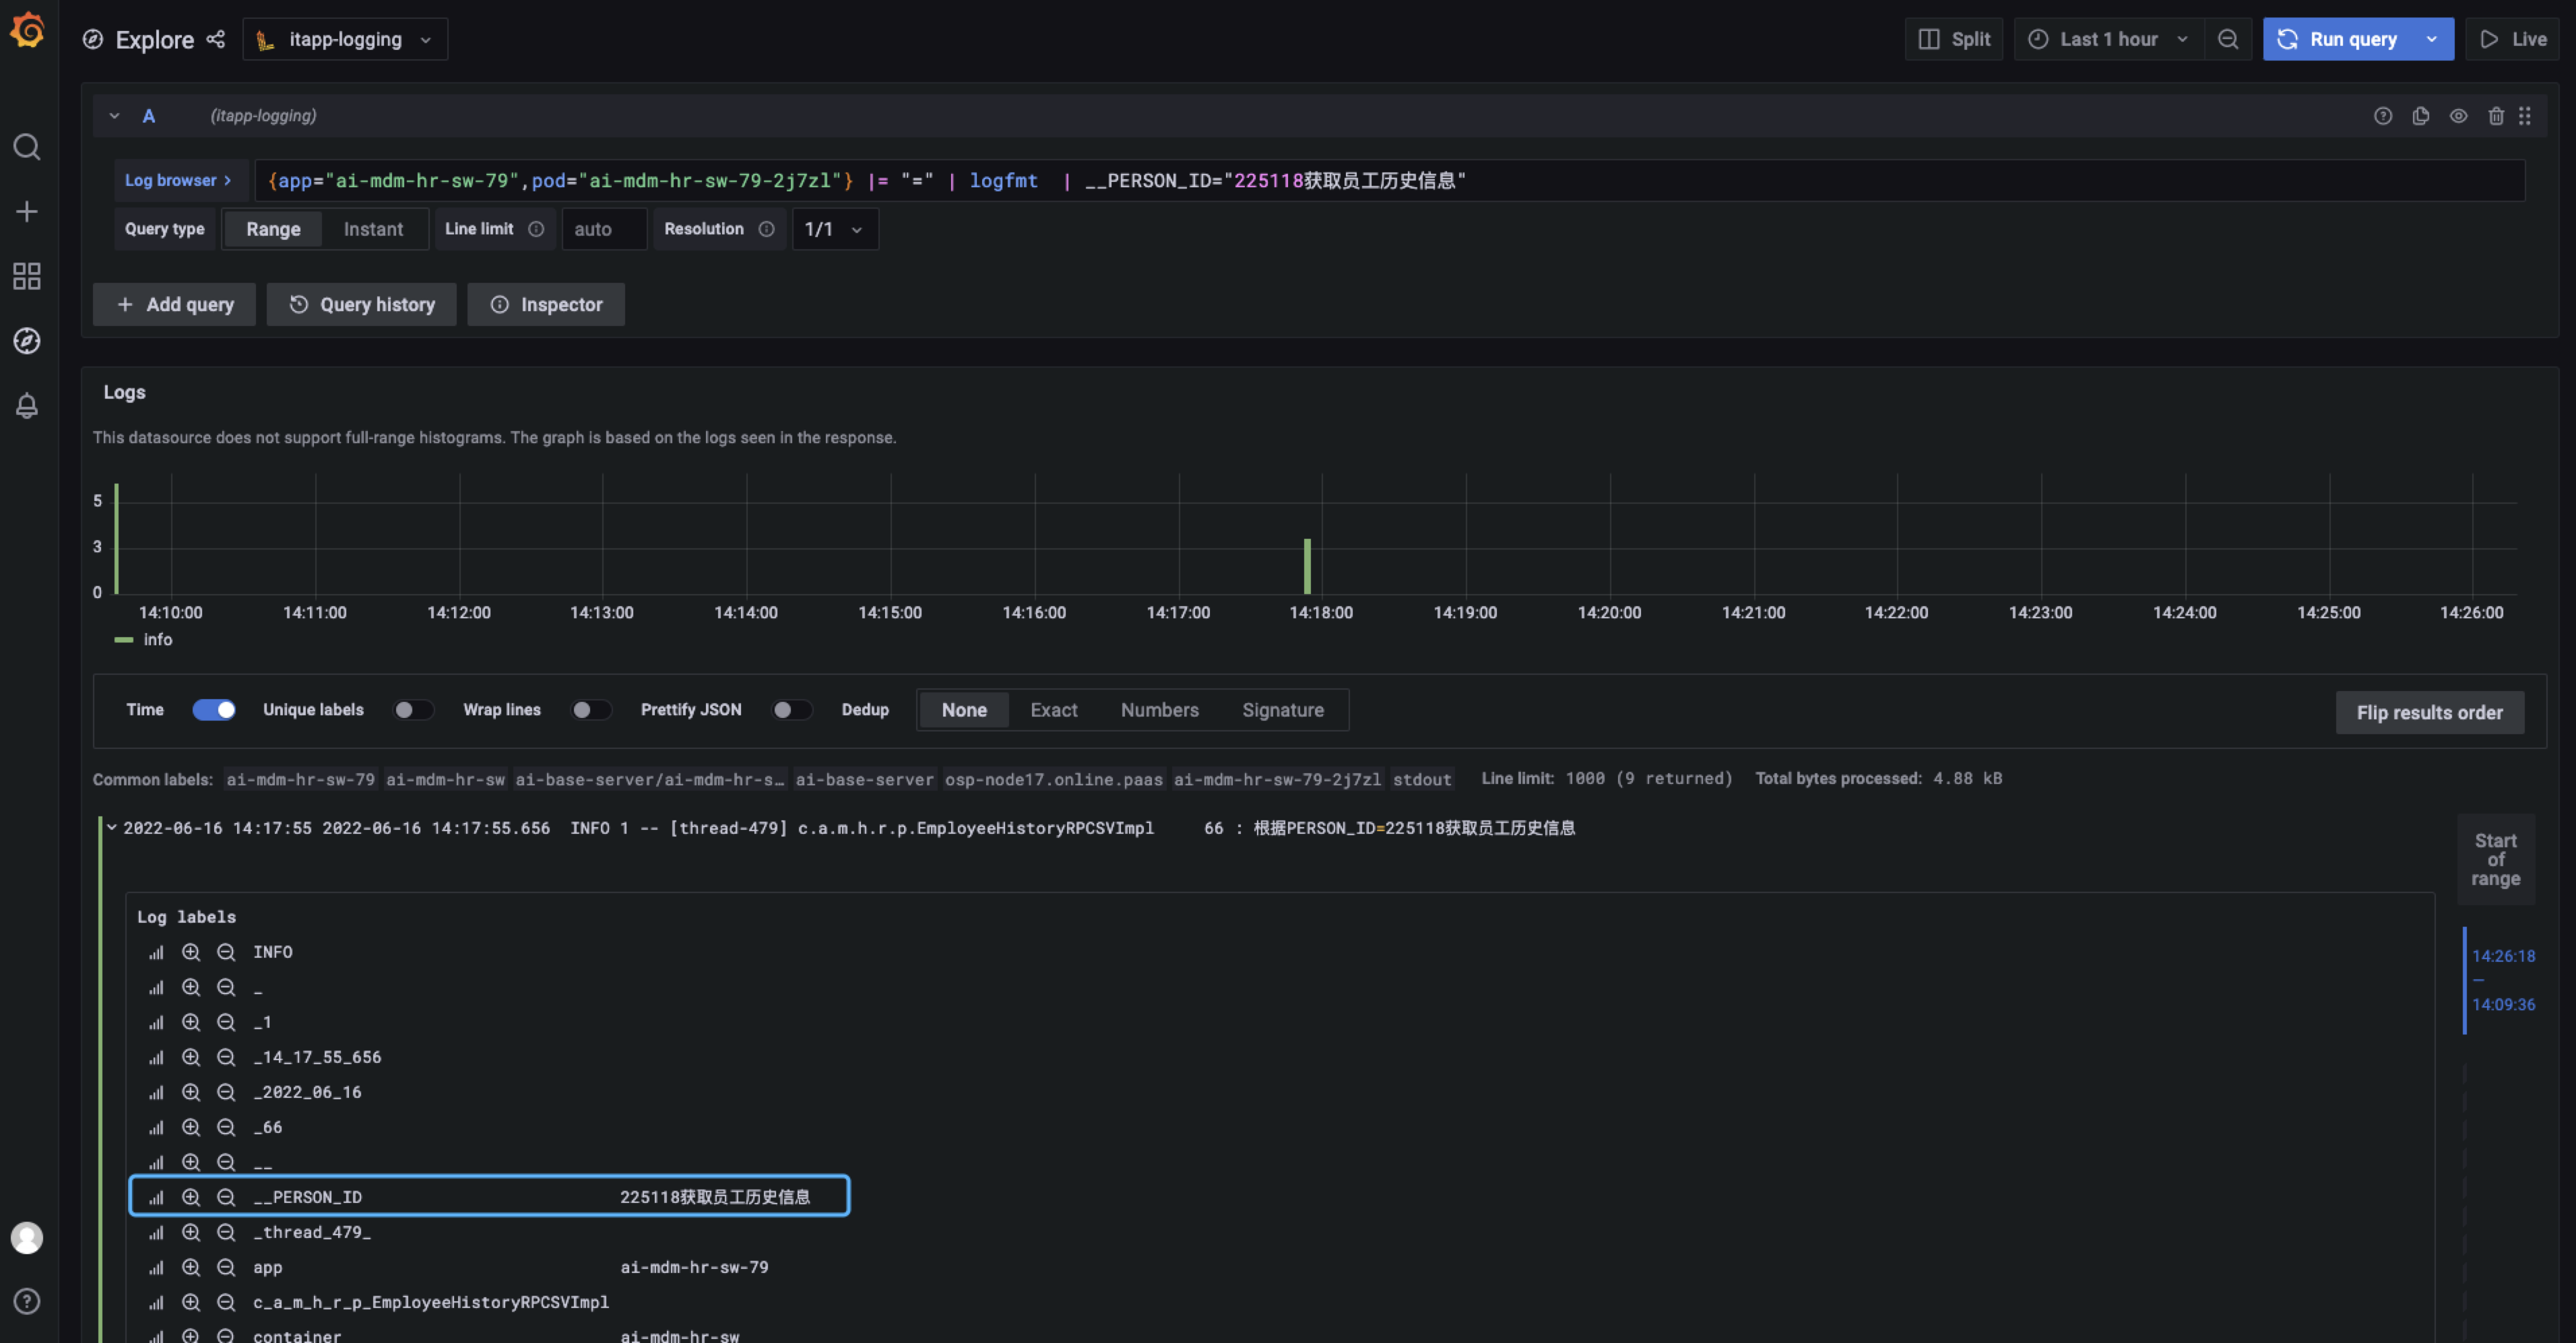 Explore itapp-logging Split Last 1 hour Run query Live
A (itapp-logging)
Log browser > {app="ai-mdm-hr-sw-79",pod="ai-mdm-hr-sw-79-2j7zl"} |= "=" | logfmt | __PERSON_ID="225118获取员工历史信息"
Query type Range Instant Line limit auto Resolution 1/1
+ Add query Query history Inspector
Logs
This datasource does not support full-range histograms. The graph is based on the logs seen in the response.
5
3
0
14:10:00 14:11:00 14:12:00 14:13:00 14:14:00 14:15:00 14:16:00 14:17:00 14:18:00 14:19:00 14:20:00 14:21:00 14:22:00 14:23:00 14:24:00 14:25:00 14:26:00
info
Time Unique labels Wrap lines Prettify JSON Dedup None Exact Numbers Signature Flip results order
Common labels: ai-mdm-hr-sw-79 ai-mdm-hr-sw ai-base-server/ai-mdm-hr-s… ai-base-server osp-node17.online.paas ai-mdm-hr-sw-79-2j7zl stdout Line limit: 1000 (9 returned) Total bytes processed: 4.88 kB
2022-06-16 14:17:55 2022-06-16 14:17:55.656 INFO 1 -- [thread-479] c.a.m.h.r.p.EmployeeHistoryRPCSVImpl 66 : 根据PERSON_ID=225118获取员工历史信息
Start
of
range
Log labels
INFO
_
14:26:18
—
14:09:36
_1
_14_17_55_656
_2022_06_16
_66
__
__PERSON_ID 225118获取员工历史信息
_thread_479_
app ai-mdm-hr-sw-79
c_a_m_h_r_p_EmployeeHistoryRPCSVImpl
container ai-mdm-hr-sw